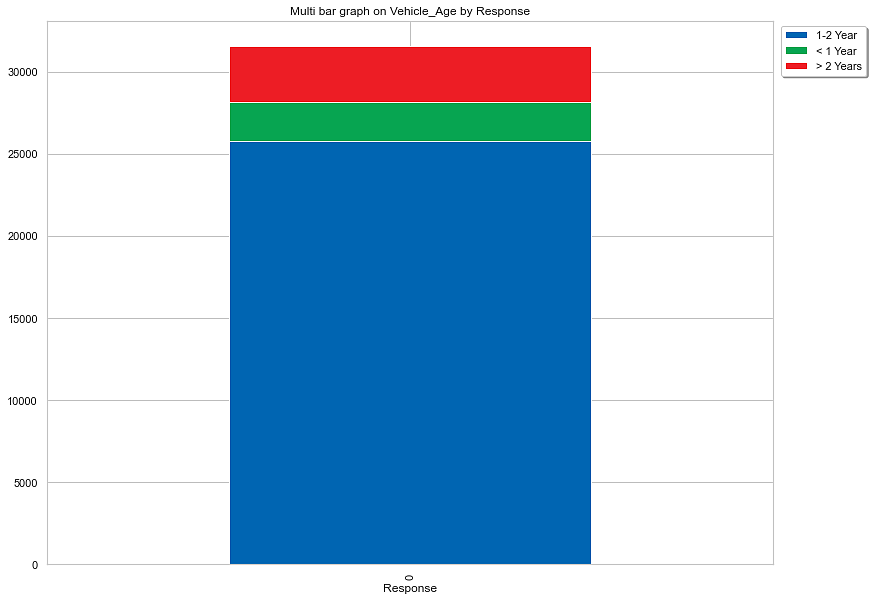 Multi bar graph on Vehicle_Age by Response
1-2 Year
< 1 Year
> 2 Years
30000
25000
20000
15000
10000
5000
0
0
Response